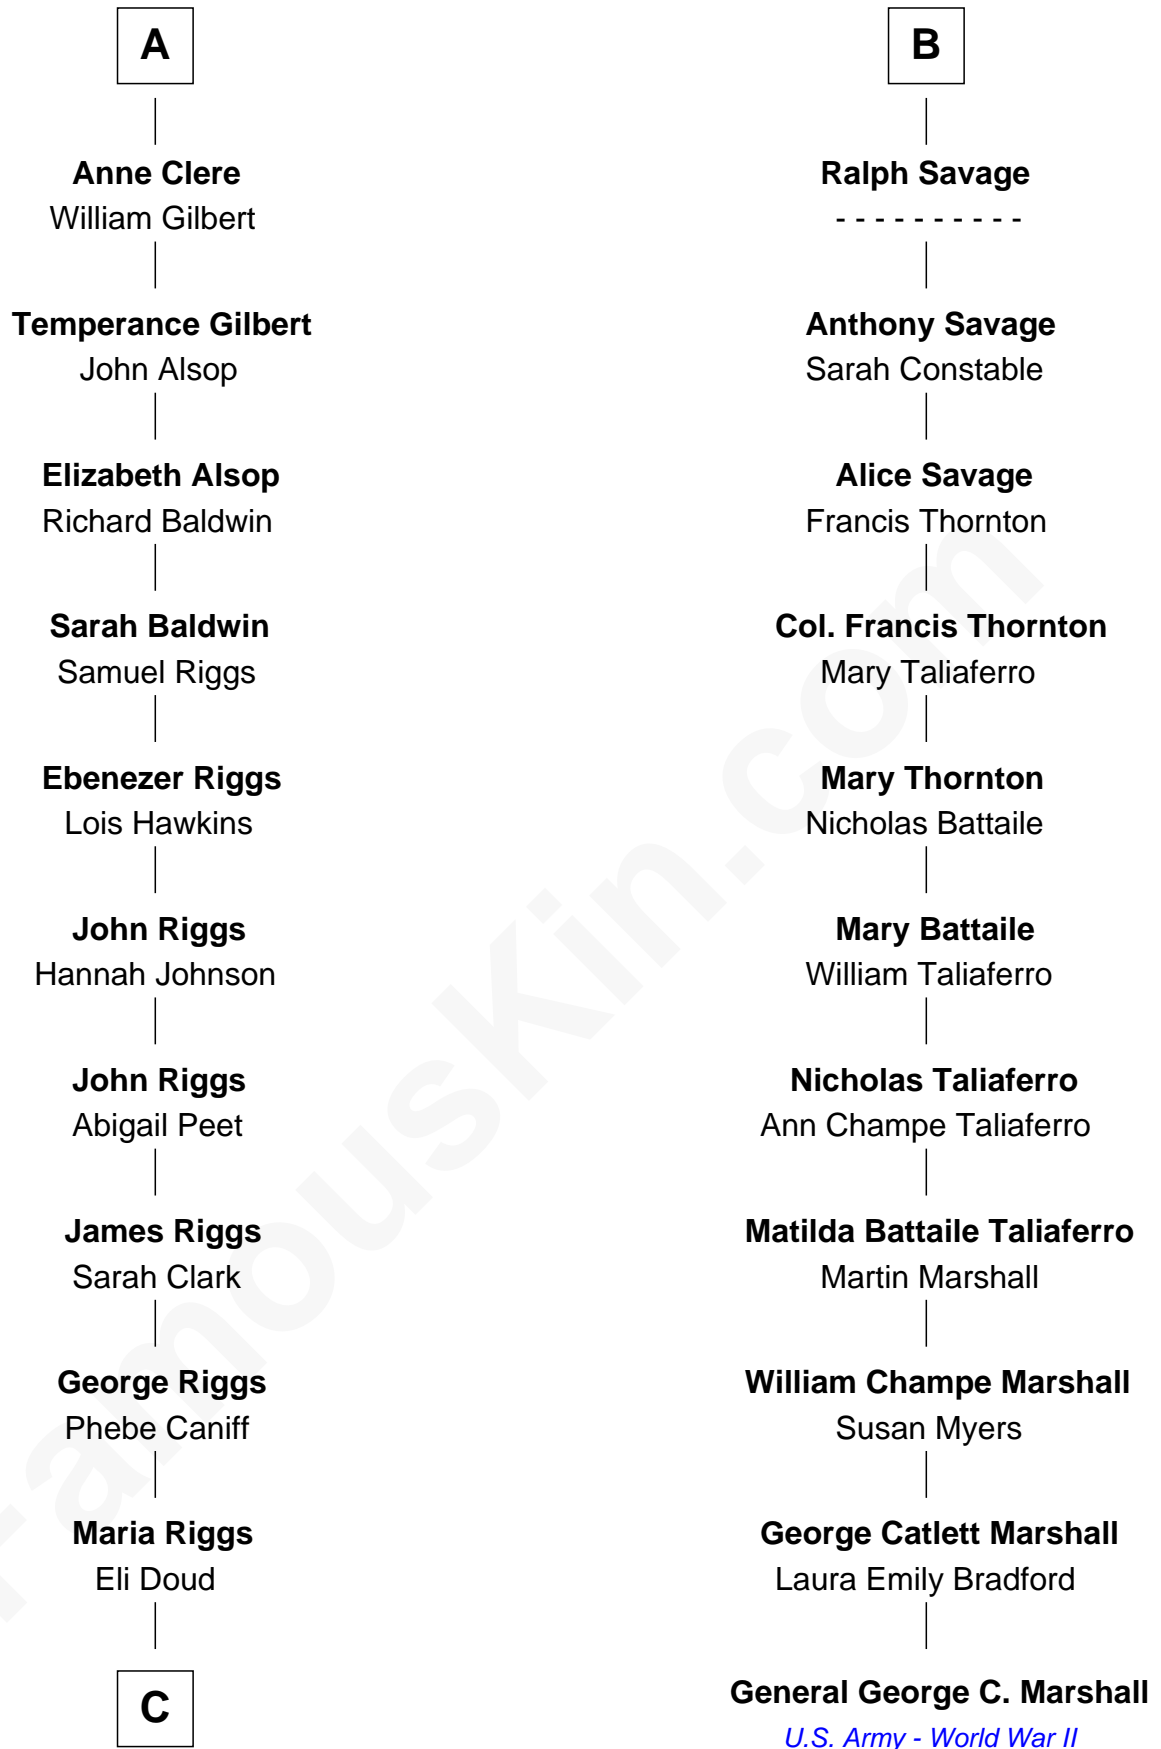 A
Anne Clere
William Gilbert
Temperance Gilbert
John Alsop
Elizabeth Alsop
Richard Baldwin
Sarah Baldwin
Samuel Riggs
Ebenezer Riggs
Lois Hawkins
John Riggs
Hannah Johnson
John Riggs
Abigail Peet
James Riggs
Sarah Clark
George Riggs
Phebe Caniff
Maria Riggs
Eli Doud
C
B
Ralph Savage
- - - - - - - - - -
Anthony Savage
Sarah Constable
Alice Savage
Francis Thornton
Col. Francis Thornton
Mary Taliaferro
Mary Thornton
Nicholas Battaile
Mary Battaile
William Taliaferro
Nicholas Taliaferro
Ann Champe Taliaferro
Matilda Battaile Taliaferro
Martin Marshall
William Champe Marshall
Susan Myers
George Catlett Marshall
Laura Emily Bradford
General George C. Marshall
U.S. Army - World War II
FamousKin.com